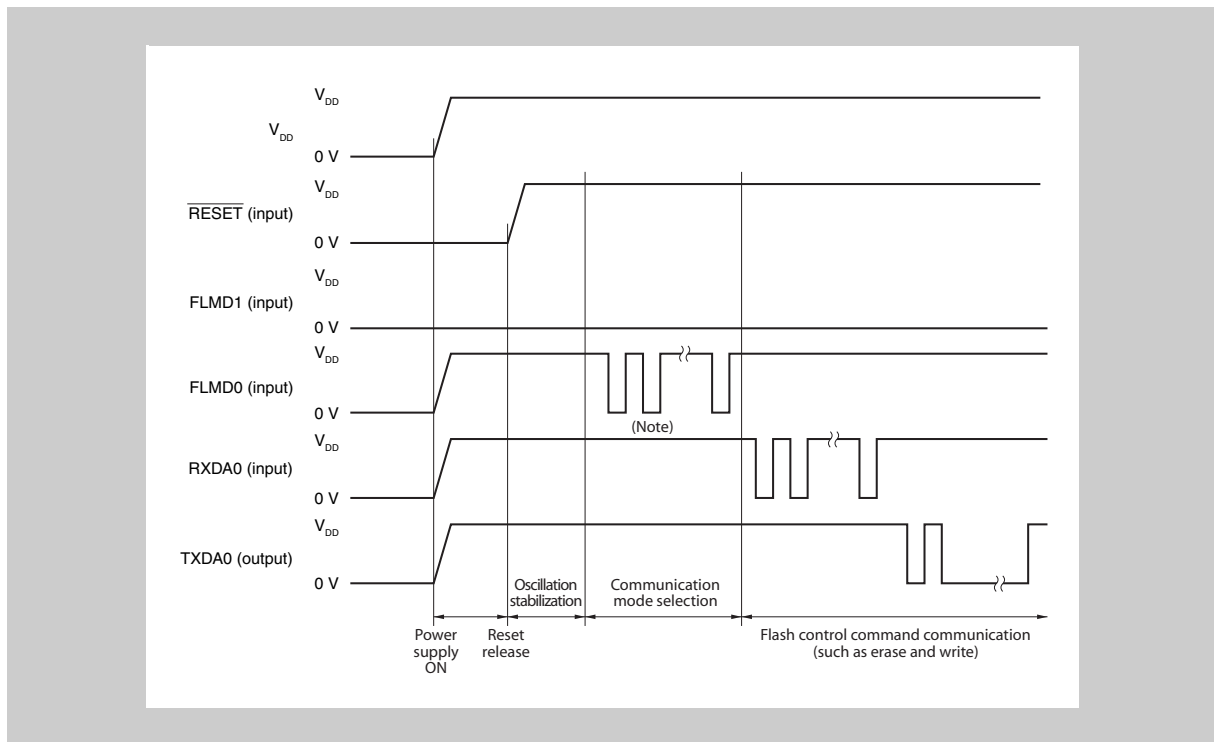 VDD
VDD
0 V
VDD
RESET (input)
0 V
VDD
FLMD1 (input)
0 V
VDD
FLMD0 (input)
0 V
(Note)
VDD
RXDA0 (input)
0 V
VDD
TXDA0 (output)
0 V
Oscillation
stabilization
Communication
mode selection
Power
supply
ON
Reset
release
Flash control command communication
(such as erase and write)